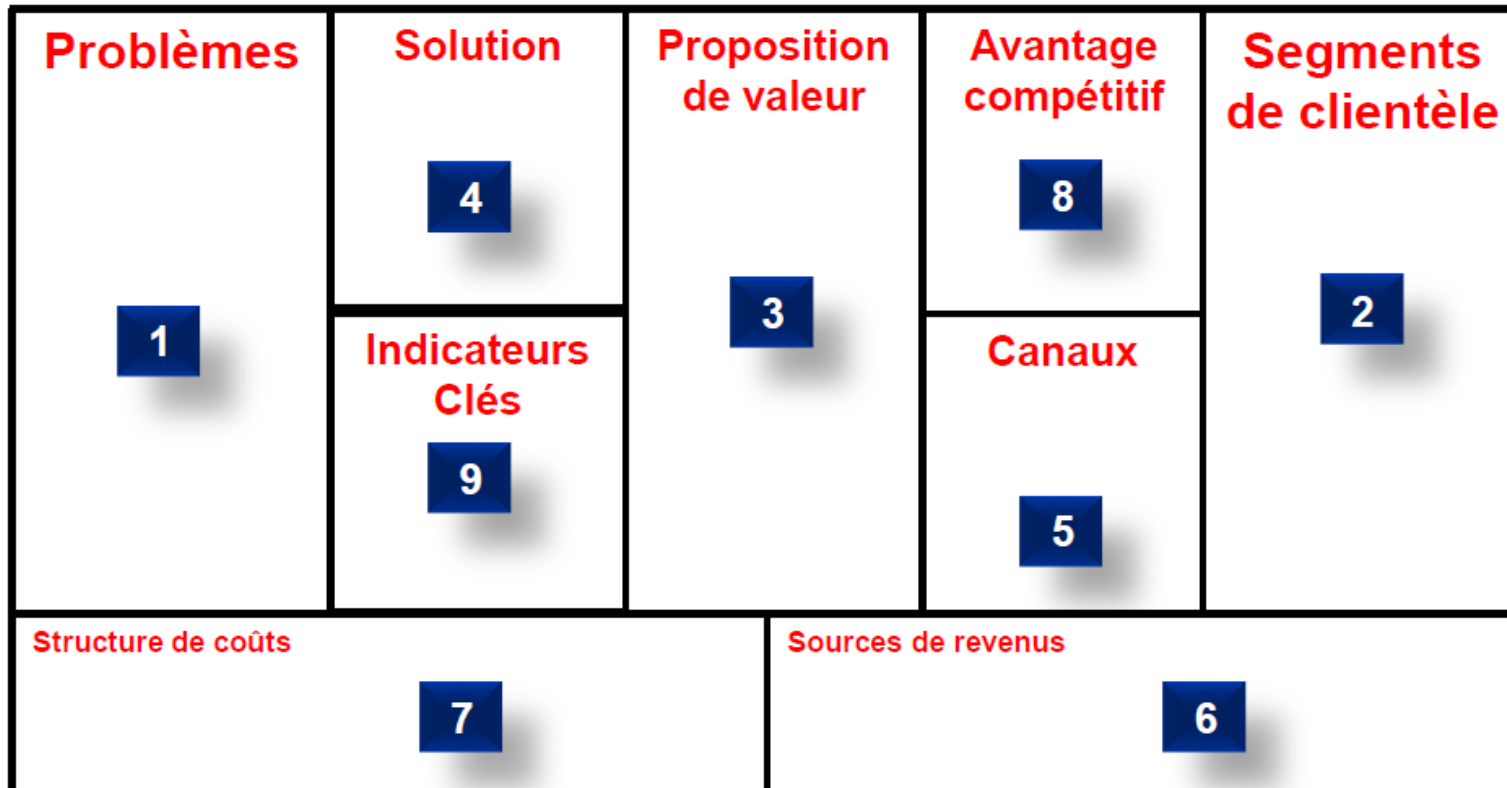 Problèmes
1
Solution
4
Indicateurs
Clés
9
Proposition
de valeur
3
Avantage
compétitif
8
Canaux
5
Segments
de clientèle
2
Structure de coûts
7
Sources de revenus
6